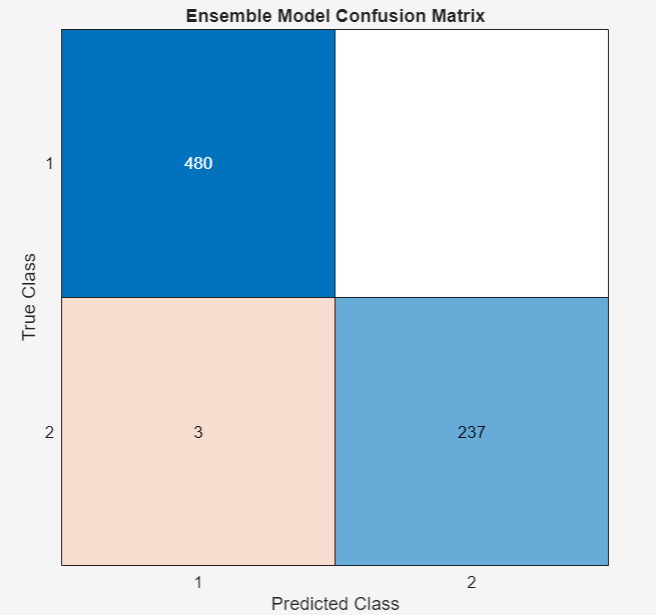 Ensemble Model Confusion Matrix
True Class
1
480
2
3
237
1
2
Predicted Class